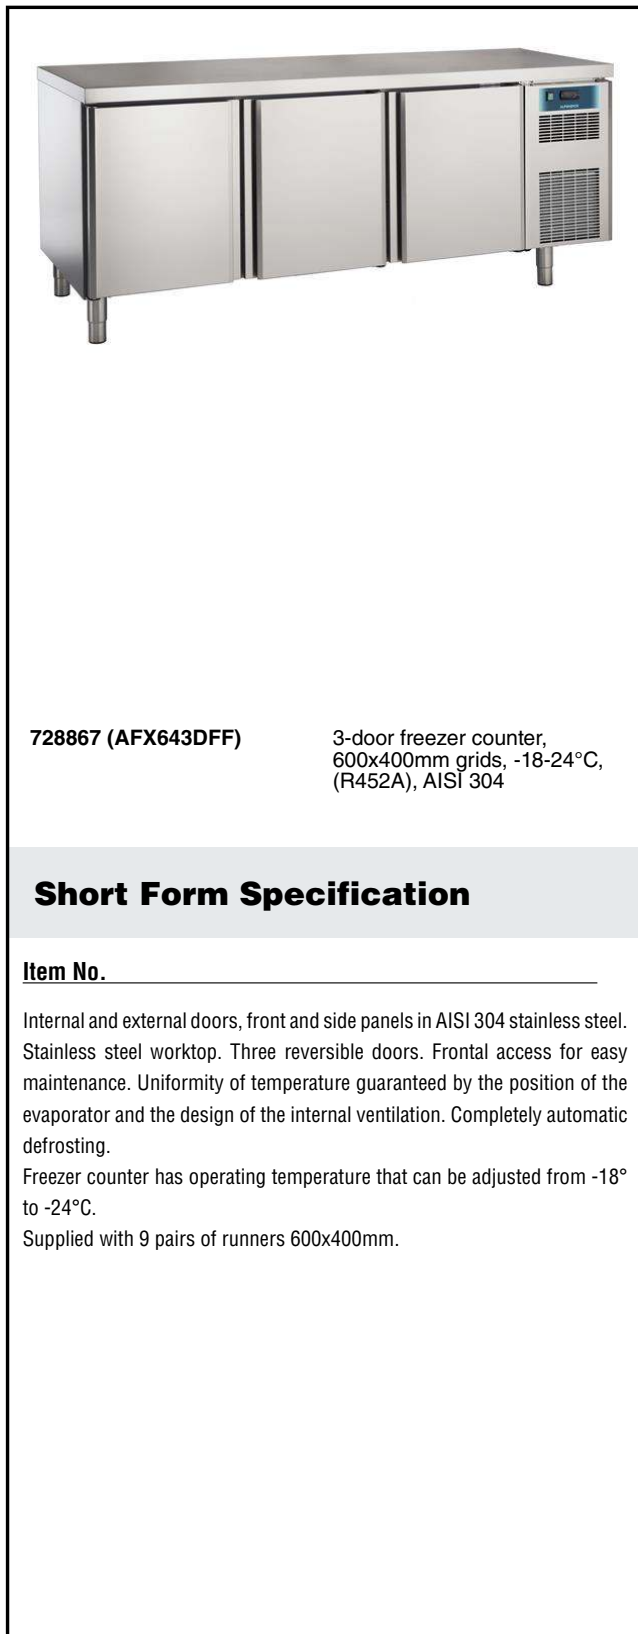 728867 (AFX643DFF)
3-door freezer counter,
600x400mm grids, -18-24°C,
(R452A), AISI 304
Short Form Specification
Item No.
Internal and external doors, front and side panels in AISI 304 stainless steel.
Stainless steel worktop. Three reversible doors. Frontal access for easy
maintenance. Uniformity of temperature guaranteed by the position of the
evaporator and the design of the internal ventilation. Completely automatic
defrosting.
Freezer counter has operating temperature that can be adjusted from -18°
to -24°C.
Supplied with 9 pairs of runners 600x400mm.